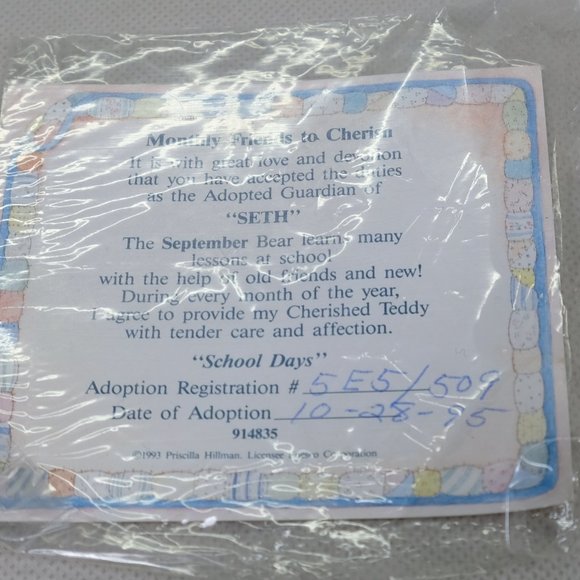 Monthly Friends to Cherish
It is with great love and devotion
that you have accepted the duties
as the Adopted Guardian of
"SETH"
The September Bear learns many
lessons at school
with the help of old friends and new!
During every month of the year,
I agree to provide my Cherished Teddy
with tender care and affection.
"School Days"
Adoption Registration # 5E5/509
Date of Adoption 10-28-95
914835
©1993 Priscilla Hillman. Licensee Enesco Corporation